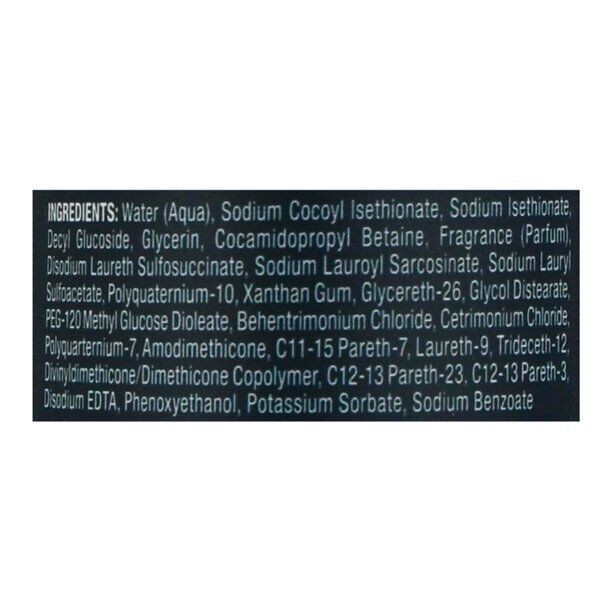 INGREDIENTS: Water (Aqua), Sodium Cocoyl Isethionate, Sodium Isethionate,
Decyl Glucoside, Glycerin, Cocamidopropyl Betaine, Fragrance (Parfum),
Disodium Laureth Sulfosuccinate, Sodium Lauroyl Sarcosinate, Sodium Lauryl
Sulfoacetate, Polyquaternium-10, Xanthan Gum, Glycereth-26, Glycol Distearate,
PEG-120 Methyl Glucose Dioleate, Behentrimonium Chloride, Cetrimonium Chloride,
Polyquarternium-7, Amodimethicone, C11-15 Pareth-7, Laureth-9, Trideceth-12,
Divinyldimethicone/Dimethicone Copolymer, C12-13 Pareth-23, C12-13 Pareth-3,
Disodium EDTA, Phenoxyethanol, Potassium Sorbate, Sodium Benzoate